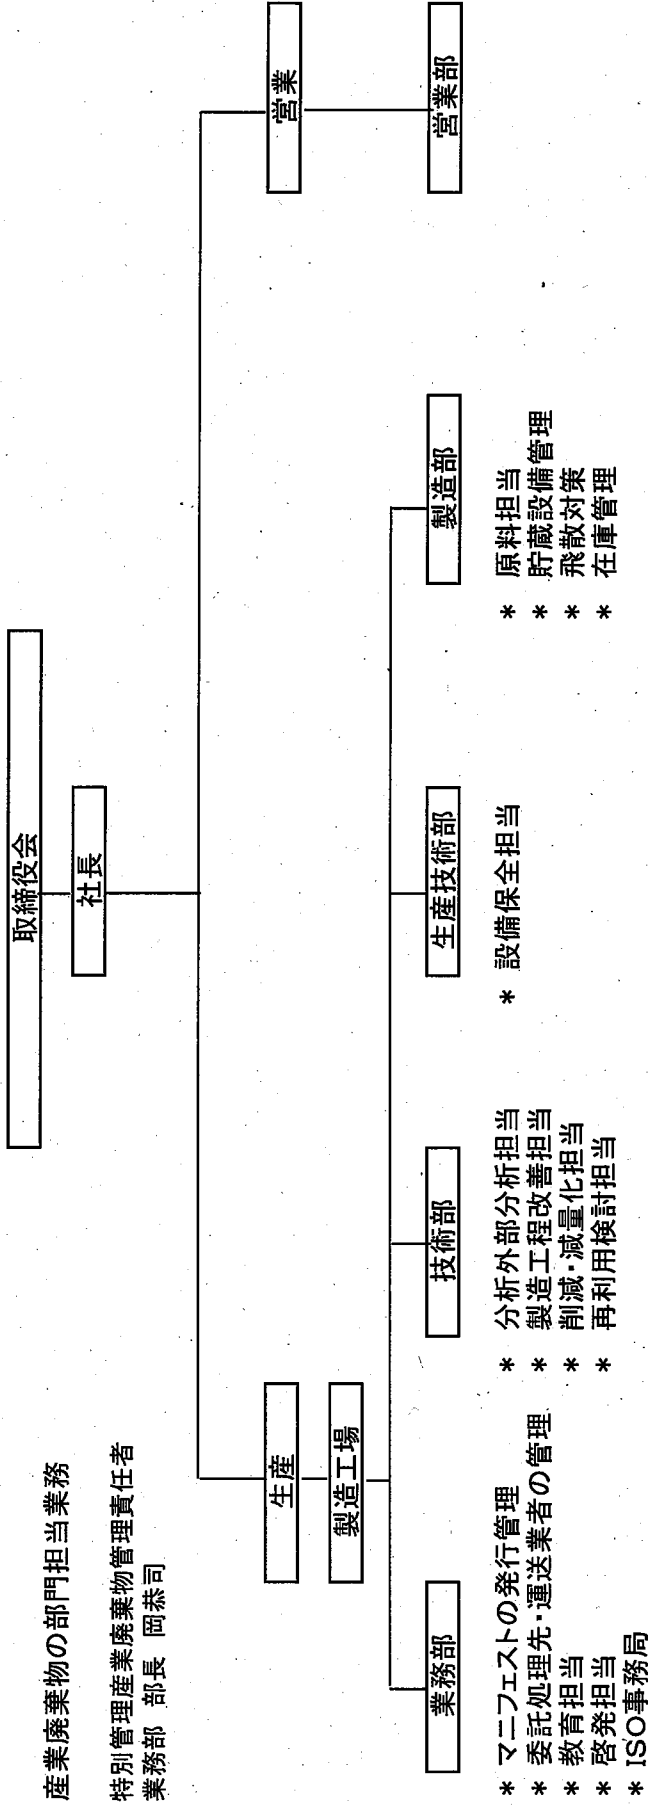 産業廃棄物の部門担当業務
特別管理産業廃棄物管理責任者
業務部 部長 岡恭司
取締役会
社長
生産
営業
製造工場
業務部
技術部
生産技術部
製造部
営業部
* マニフェストの発行管理
* 委託処理先・運送業者の管理
* 教育担当
* 啓発担当
* ISO事務局
* 分析外部分析担当
* 製造工程改善担当
* 削減・減量化担当
* 再利用検討担当
* 設備保全担当
* 原料担当
* 貯蔵設備管理
* 飛散対策
* 在庫管理